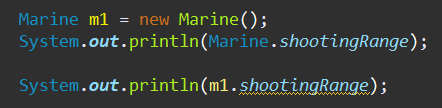 Marine m1 = new Marine();
System.out.println(Marine.shootingRange);
System.out.println(m1.shootingRange);